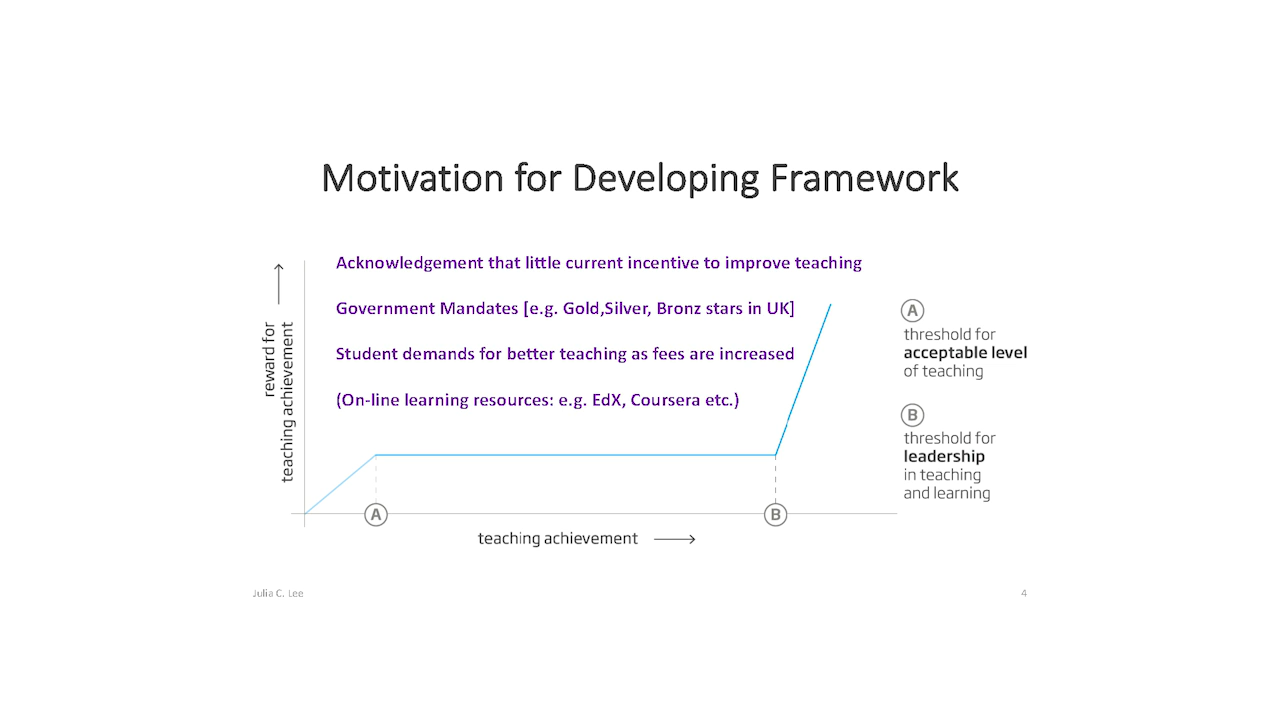 Motivation for Developing Framework
Acknowledgement that little current incentive to improve teaching
Government Mandates [e.g. Gold,Silver, Bronz stars in UK]
Student demands for better teaching as fees are increased
(On-line learning resources: e.g. EdX, Coursera etc.)
reward for
teaching achievement
A
threshold for
acceptable level
of teaching
B
threshold for
leadership
in teaching
and learning
A
B
teaching achievement
Julia C. Lee
4